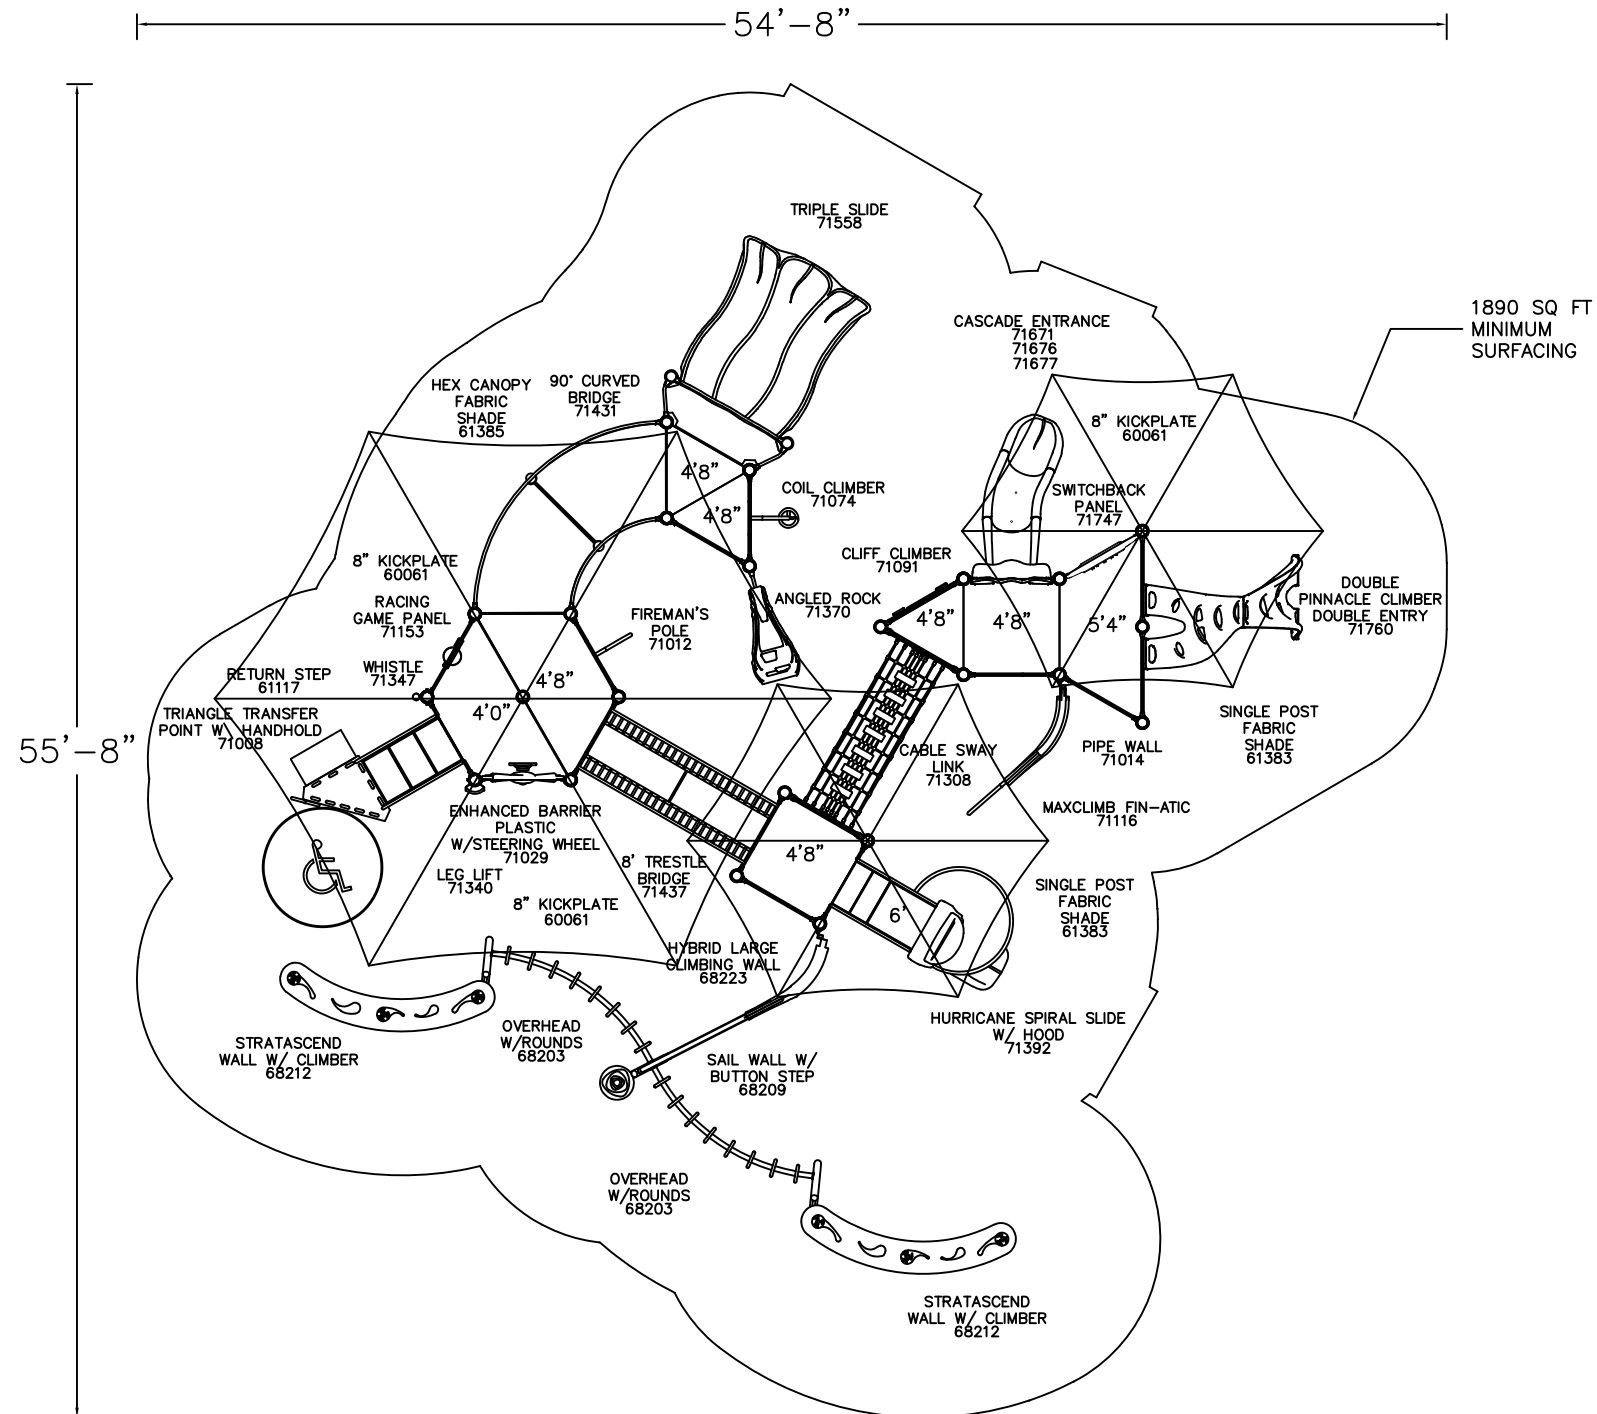 54'-8"
TRIPLE SLIDE
71558
1890 SQ FT
MINIMUM
SURFACING
CASCADE ENTRANCE
71671
71676
71677
HEX CANOPY
FABRIC
SHADE
61385
90° CURVED
BRIDGE
71431
8" KICKPLATE
60061
4'8"
4'8"
COIL CLIMBER
71074
SWITCHBACK
PANEL
71747
8" KICKPLATE
60061
CLIFF CLIMBER
71091
RACING
GAME PANEL
71153
FIREMAN'S
POLE
71012
ANGLED ROCK
71370
4'8"
4'8"
5'4"
DOUBLE
PINNACLE CLIMBER
DOUBLE ENTRY
71760
RETURN STEP
61117
WHISTLE
71347
4'8"
4'0"
TRIANGLE TRANSFER
POINT W/ HANDHOLD
71008
55'-8"
CABLE SWAY
LINK
71308
PIPE WALL
71014
SINGLE POST
FABRIC
SHADE
61383
MAXCLIMB FIN-ATIC
71116
ENHANCED BARRIER
PLASTIC
W/STEERING WHEEL
71029
LEG LIFT
71340
8' TRESTLE
BRIDGE
71437
4'8"
8" KICKPLATE
60061
6'
SINGLE POST
FABRIC
SHADE
61383
HYBRID LARGE
CLIMBING WALL
68223
HURRICANE SPIRAL SLIDE
W/ HOOD
71392
STRATASCEND
WALL W/ CLIMBER
68212
OVERHEAD
W/ROUNDS
68203
SAIL WALL W/
BUTTON STEP
68209
OVERHEAD
W/ROUNDS
68203
STRATASCEND
WALL W/ CLIMBER
68212